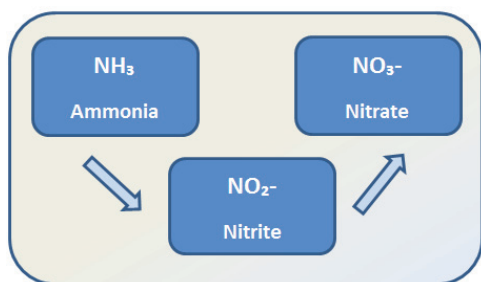 NH₃
Ammonia
NO₃-
Nitrate
NO₂-
Nitrite